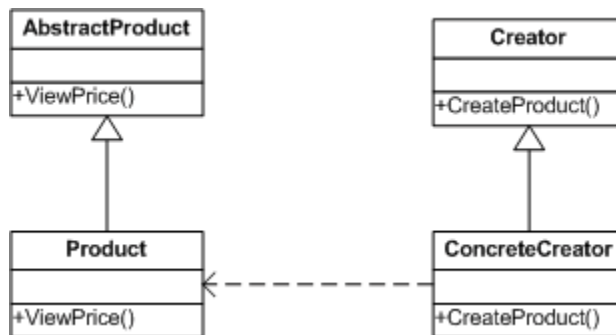 AbstractProduct
+ViewPrice()
Creator
+CreateProduct()
Product
+ViewPrice()
ConcreteCreator
+CreateProduct()